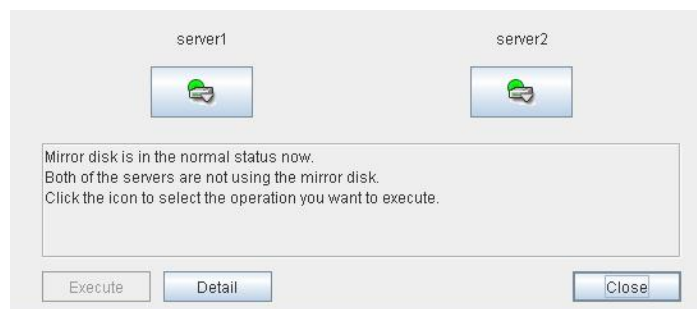 server1 server2
Mirror disk is in the normal status now.
Both of the servers are not using the mirror disk.
Click the icon to select the operation you want to execute.
Execute Detail Close